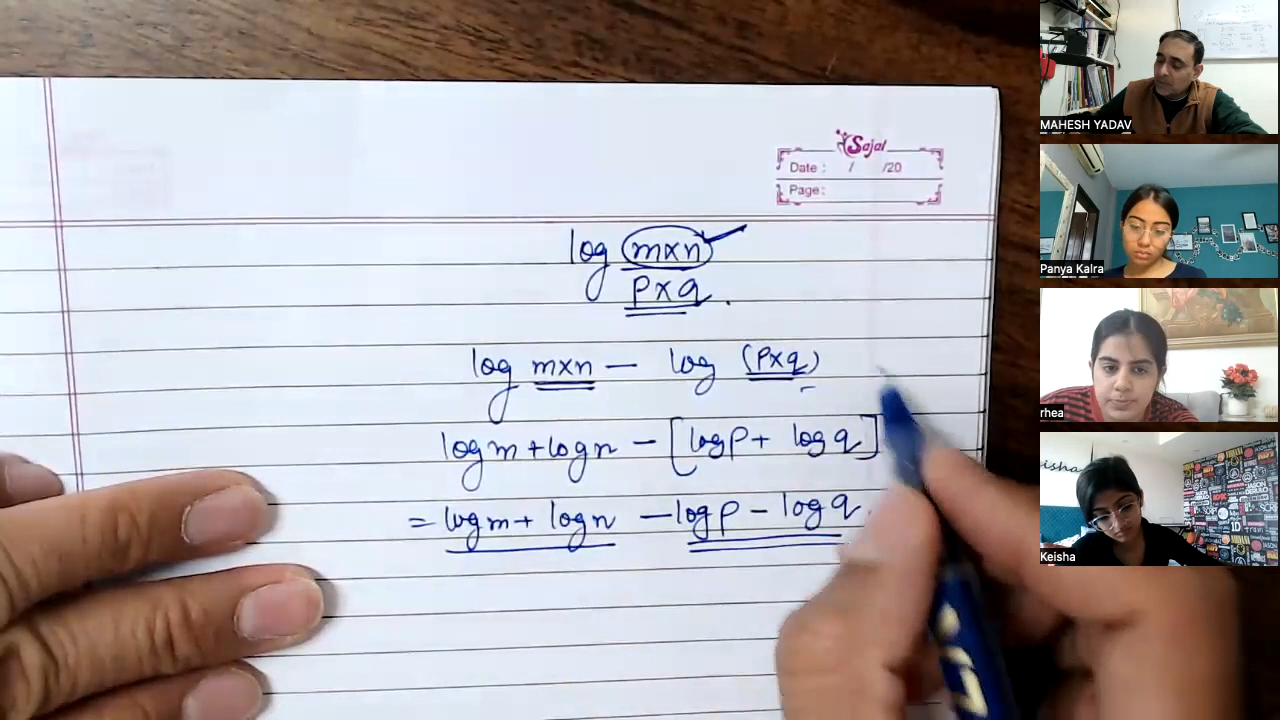 Sajal
Date : / /20
Page:
log m×n
p×q .
log m×n — log (p×q)
log m + log n — [log p + log q]
= log m + log n — log p - log q.
MAHESH YADAV
Panya Kalra
rhea
Keisha